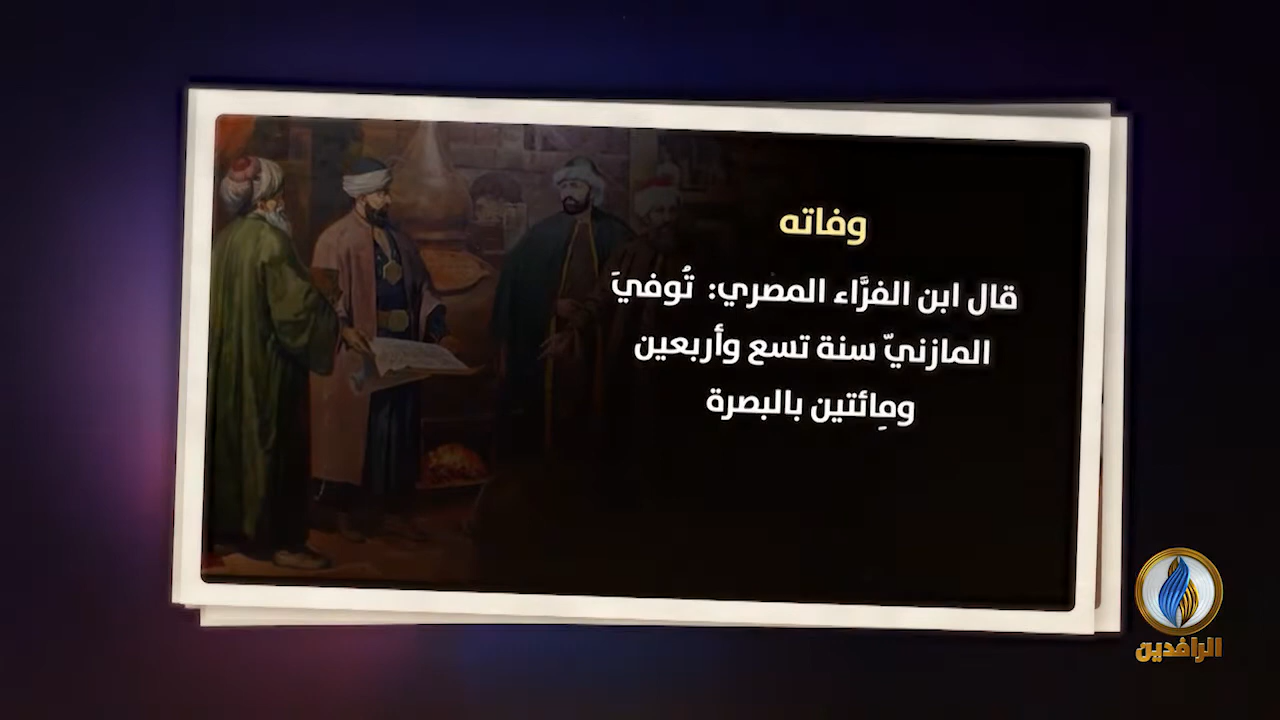 وفاته
قال ابن الفرَّاء المصري: تُوفيَ
المازنيّ سنة تسع وأربعين
ومِائتين بالبصرة
الرافدين